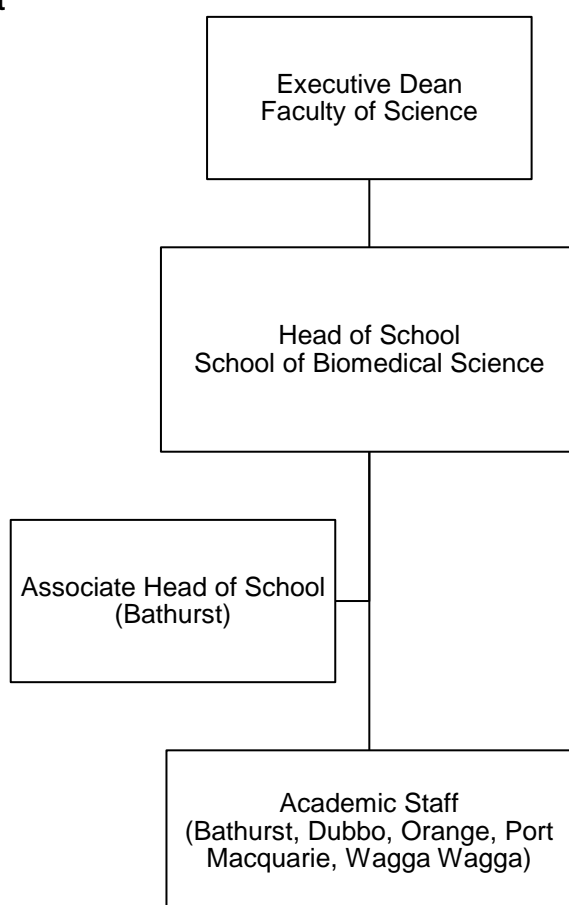 Executive Dean
Faculty of Science
Head of School
School of Biomedical Science
Associate Head of School
(Bathurst)
Academic Staff
(Bathurst, Dubbo, Orange, Port
Macquarie, Wagga Wagga)